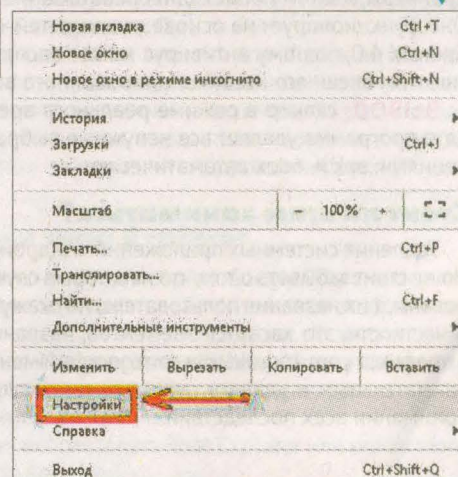 Новая вкладка Ctrl+T
Новое окно Ctrl+N
Новое окно в режиме инкогнито Ctrl+Shift+N
История
Загрузки Ctrl+J
Закладки
Масштаб - 100% +
Печать... Ctrl+P
Транслировать...
Найти... Ctrl+F
Дополнительные инструменты
Изменить Вырезать Копировать Вставить
Настройки
Справка
Выход Ctrl+Shift+Q